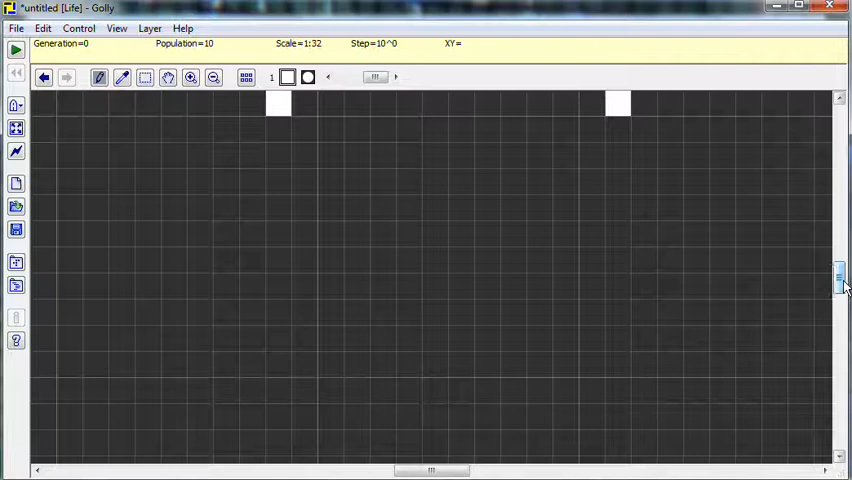 *untitled [Life] - Golly
File Edit Control View Layer Help
Generation=0 Population=10 Scale=1:32 Step=10^0 XY=
1